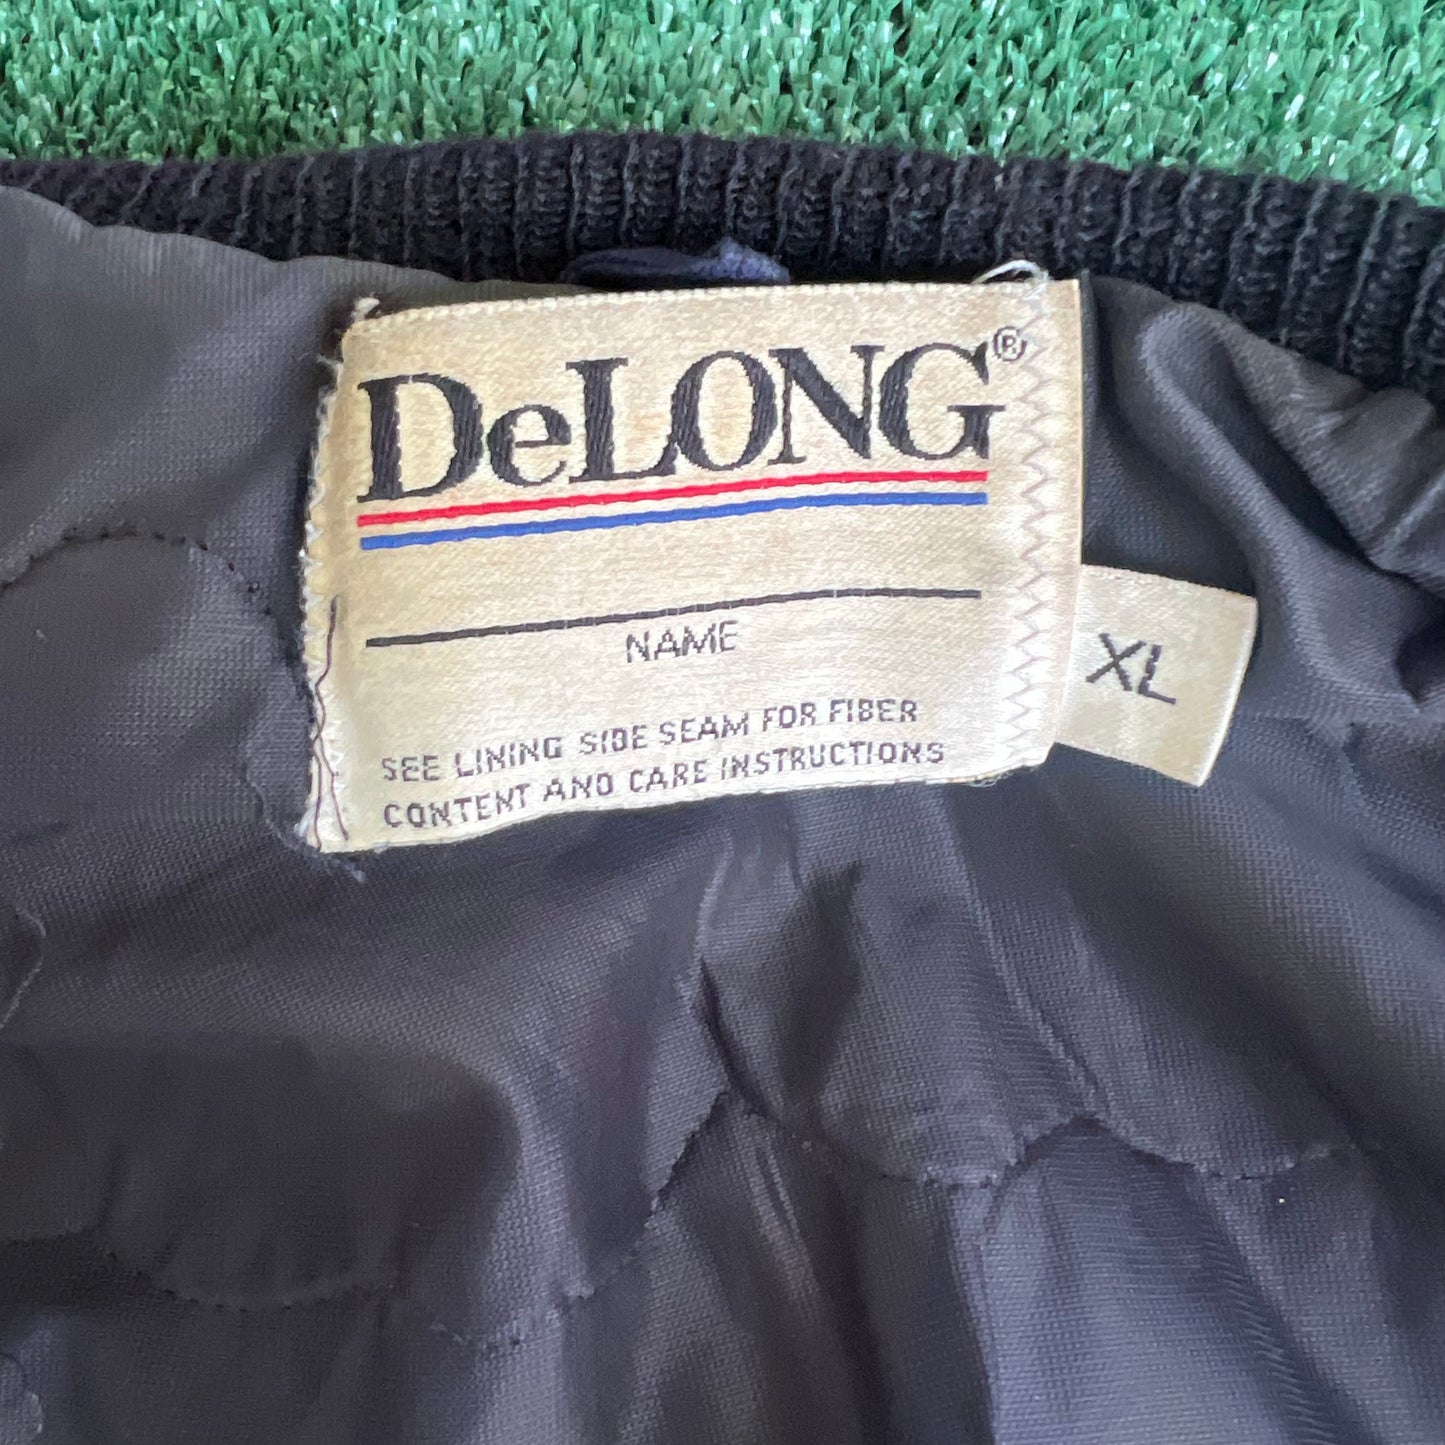 DeLONG®
NAME
XL
SEE LINING SIDE SEAM FOR FIBER
CONTENT AND CARE INSTRUCTIONS